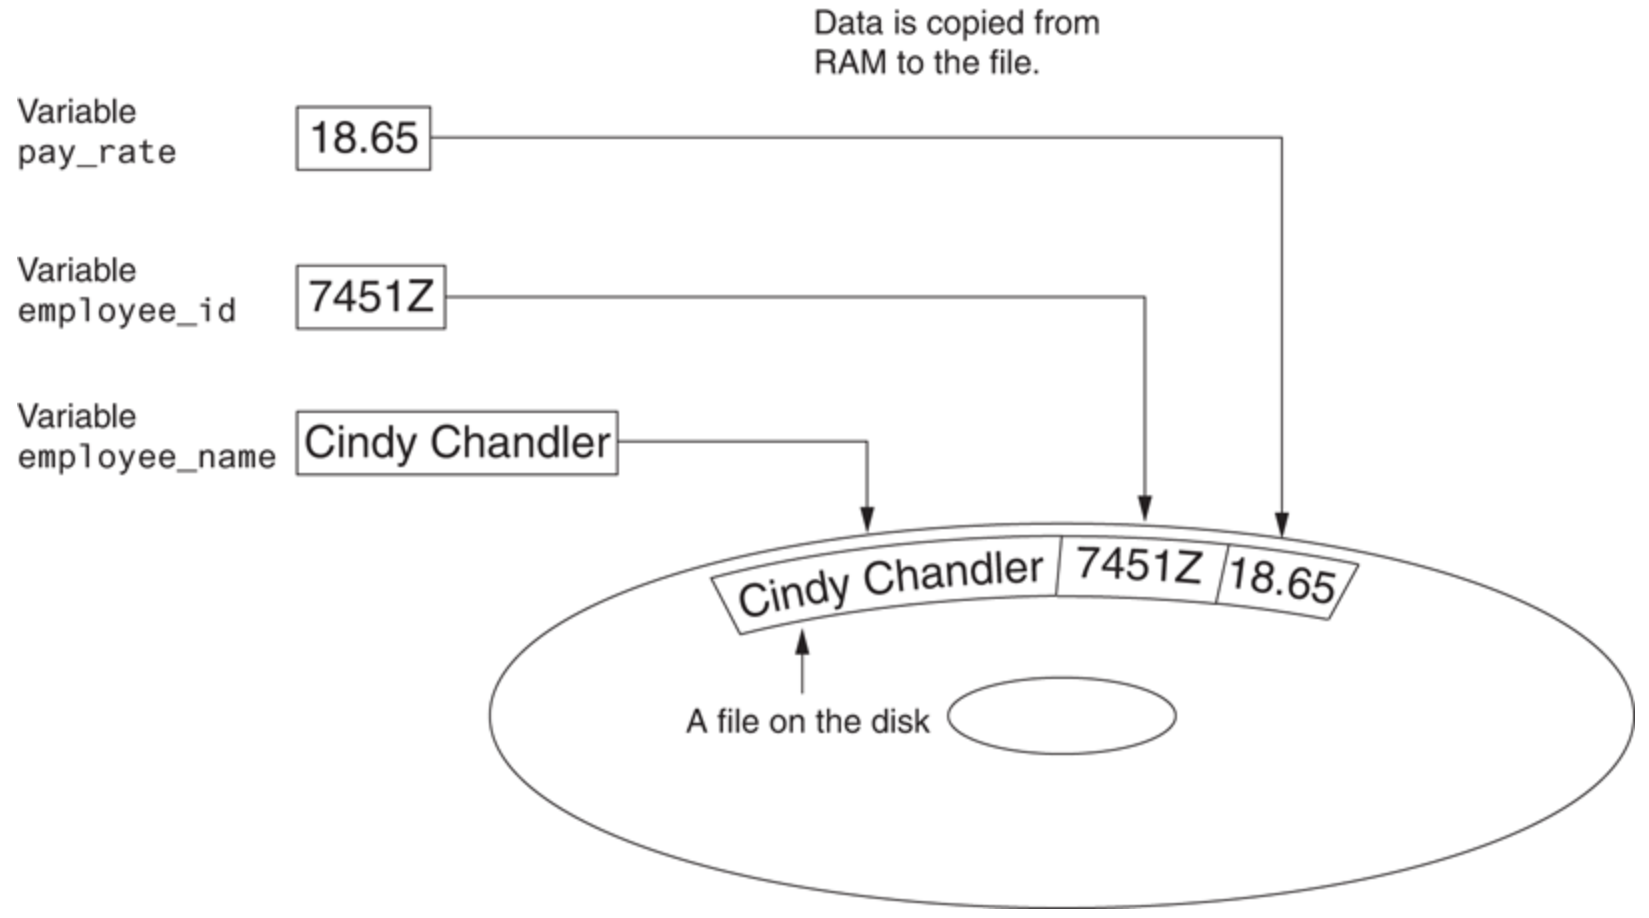 Data is copied from
RAM to the file.
Variable
pay_rate
18.65
Variable
employee_id
7451Z
Variable
employee_name
Cindy Chandler
Cindy Chandler
7451Z
18.65
A file on the disk